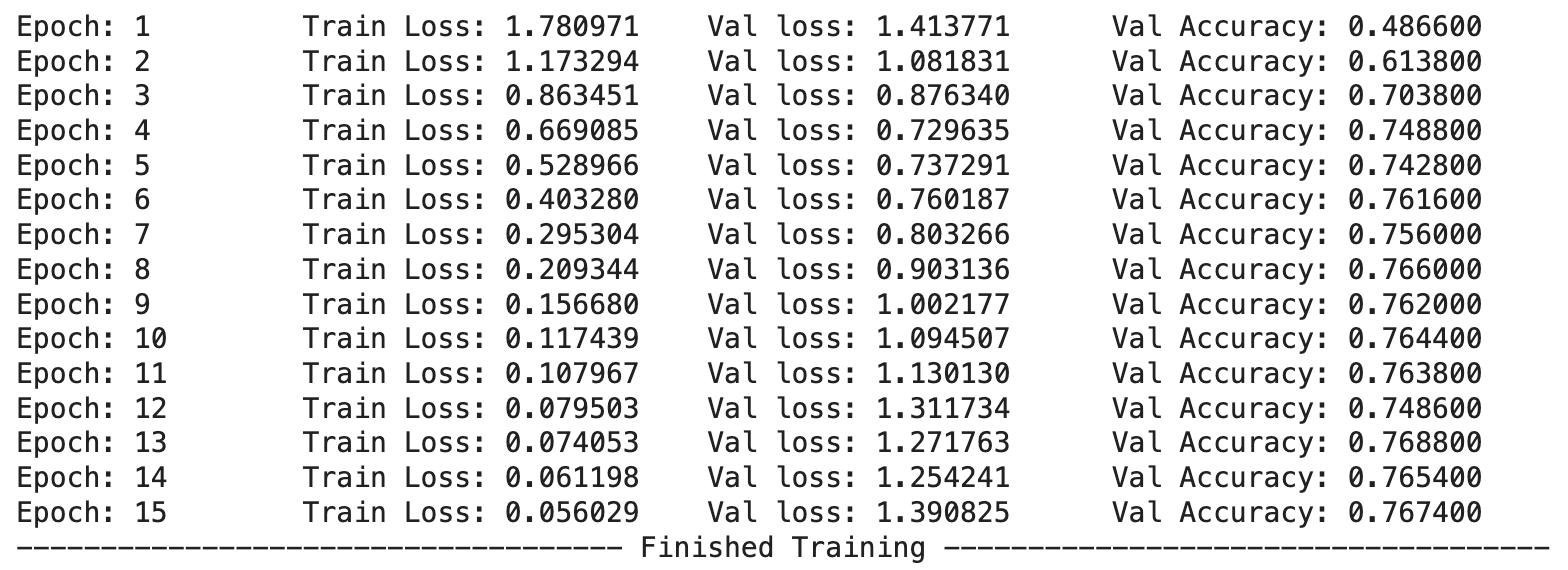 Epoch: 1 Train Loss: 1.780971 Val loss: 1.413771 Val Accuracy: 0.486600
Epoch: 2 Train Loss: 1.173294 Val loss: 1.081831 Val Accuracy: 0.613800
Epoch: 3 Train Loss: 0.863451 Val loss: 0.876340 Val Accuracy: 0.703800
Epoch: 4 Train Loss: 0.669085 Val loss: 0.729635 Val Accuracy: 0.748800
Epoch: 5 Train Loss: 0.528966 Val loss: 0.737291 Val Accuracy: 0.742800
Epoch: 6 Train Loss: 0.403280 Val loss: 0.760187 Val Accuracy: 0.761600
Epoch: 7 Train Loss: 0.295304 Val loss: 0.803266 Val Accuracy: 0.756000
Epoch: 8 Train Loss: 0.209344 Val loss: 0.903136 Val Accuracy: 0.766000
Epoch: 9 Train Loss: 0.156680 Val loss: 1.002177 Val Accuracy: 0.762000
Epoch: 10 Train Loss: 0.117439 Val loss: 1.094507 Val Accuracy: 0.764400
Epoch: 11 Train Loss: 0.107967 Val loss: 1.130130 Val Accuracy: 0.763800
Epoch: 12 Train Loss: 0.079503 Val loss: 1.311734 Val Accuracy: 0.748600
Epoch: 13 Train Loss: 0.074053 Val loss: 1.271763 Val Accuracy: 0.768800
Epoch: 14 Train Loss: 0.061198 Val loss: 1.254241 Val Accuracy: 0.765400
Epoch: 15 Train Loss: 0.056029 Val loss: 1.390825 Val Accuracy: 0.767400
------------------------------------ Finished Training ------------------------------------